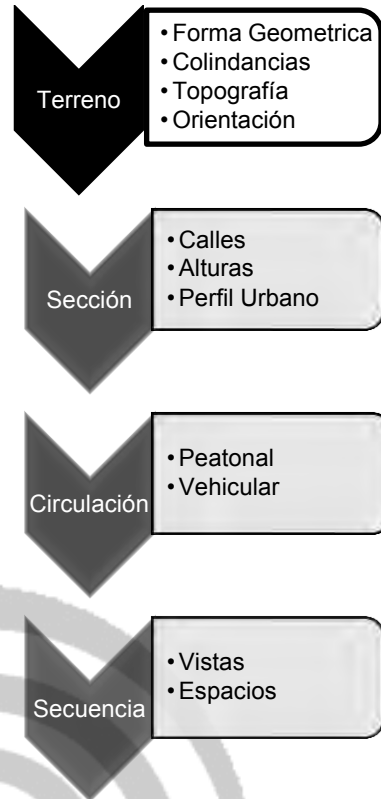 Terreno
• Forma Geometrica
• Colindancias
• Topografía
• Orientación
Sección
• Calles
• Alturas
• Perfil Urbano
Circulación
• Peatonal
• Vehicular
Secuencia
• Vistas
• Espacios